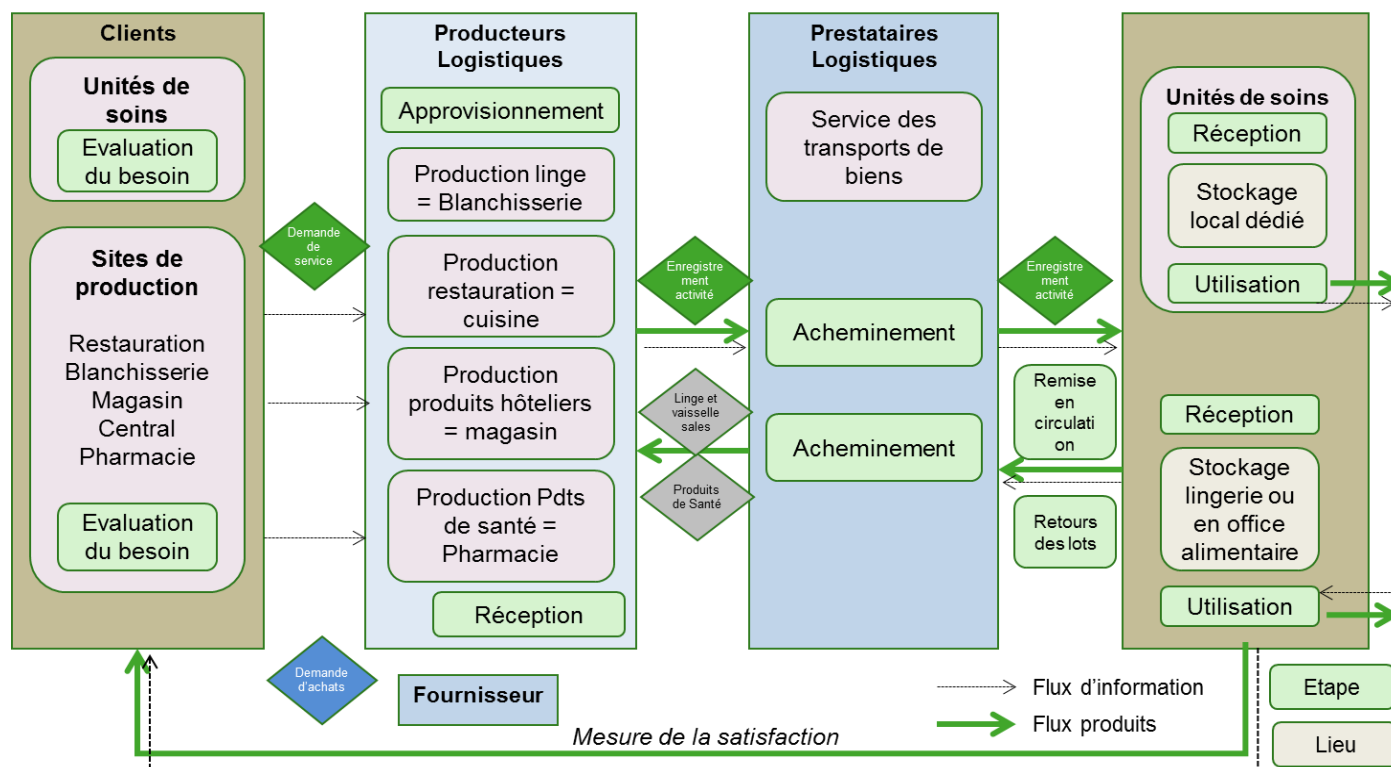 Clients
Unités de
soins
Evaluation
du besoin
Sites de
production
Restauration
Blanchisserie
Magasin
Central
Pharmacie
Evaluation
du besoin
Demande
de
service
Demande
d'achats
Producteurs
Logistiques
Approvisionnement
Production linge
= Blanchisserie
Production
restauration =
cuisine
Production
produits hôteliers
= magasin
Production Pdts
de santé =
Pharmacie
Réception
Fournisseur
Enregistre
ment
activité
Linge et
vaisselle
sales
Produits
de Santé
Prestataires
Logistiques
Service des
transports de
biens
Acheminement
Acheminement
Enregistre
ment
activité
Remise
en
circulati
on
Retours
des lots
Unités de soins
Réception
Stockage
local dédié
Utilisation
Réception
Stockage
lingerie ou
en office
alimentaire
Utilisation
Flux d'information
Flux produits
Mesure de la satisfaction
Etape
Lieu